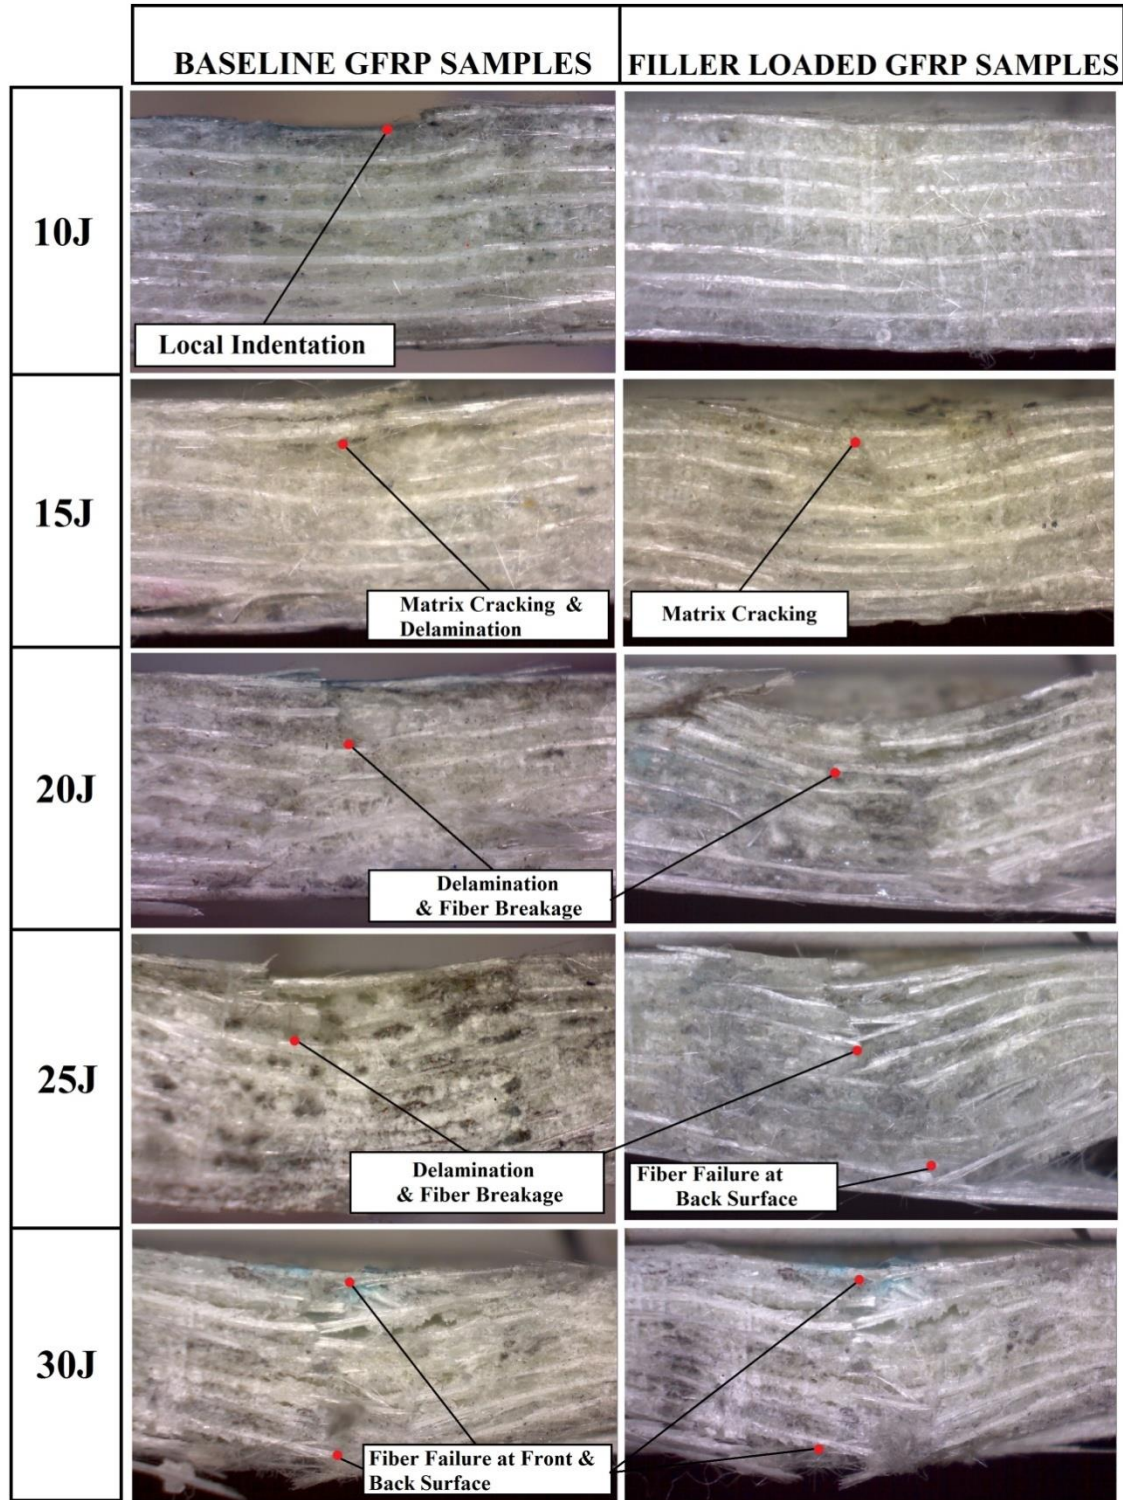 BASELINE GFRP SAMPLES
FILLER LOADED GFRP SAMPLES
10J
Local Indentation
15J
Matrix Cracking &
Delamination
Matrix Cracking
20J
Delamination
& Fiber Breakage
25J
Delamination
& Fiber Breakage
Fiber Failure at
Back Surface
30J
Fiber Failure at Front &
Back Surface